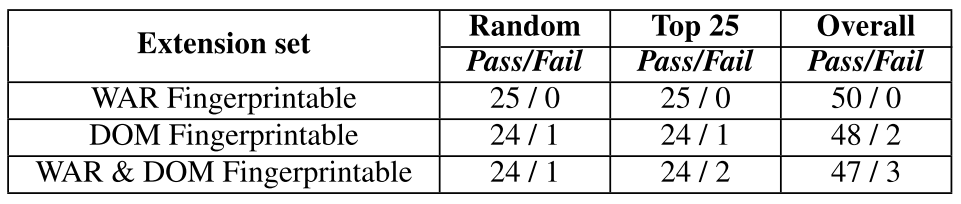 Extension set Random Top 25 Overall
Pass/Fail Pass/Fail Pass/Fail
WAR Fingerprintable 25 / 0 25 / 0 50 / 0
DOM Fingerprintable 24 / 1 24 / 1 48 / 2
WAR & DOM Fingerprintable 24 / 1 24 / 2 47 / 3